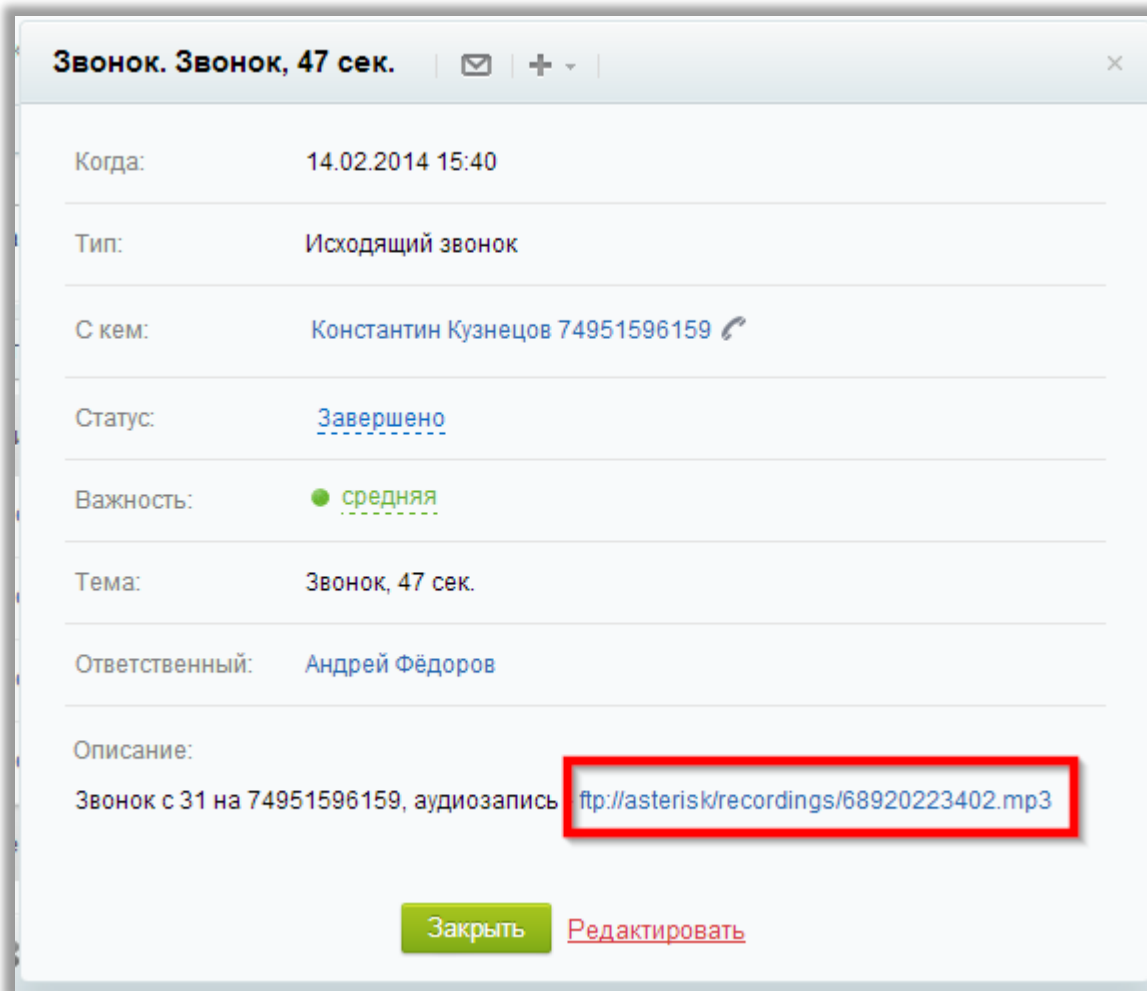 Звонок. Звонок, 47 сек.
Когда: 14.02.2014 15:40
Тип: Исходящий звонок
С кем: Константин Кузнецов 74951596159
Статус: Завершено
Важность: средняя
Тема: Звонок, 47 сек.
Ответственный: Андрей Фёдоров
Описание:
Звонок с 31 на 74951596159, аудиозапись ftp://asterisk/recordings/68920223402.mp3
Закрыть Редактировать